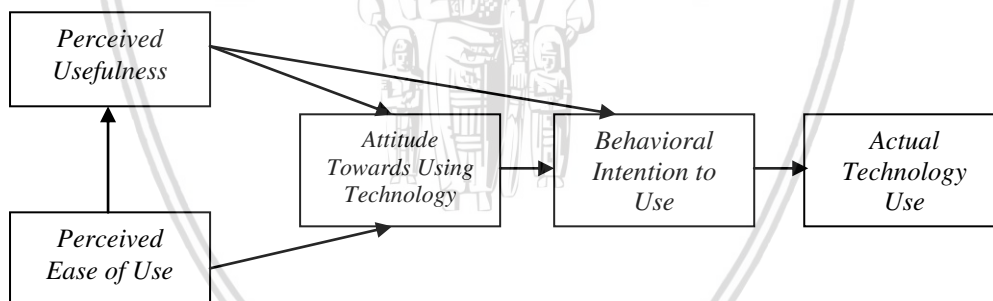 Perceived
Usefulness
Attitude
Towards Using
Technology
Behavioral
Intention to
Use
Actual
Technology
Use
Perceived
Ease of Use